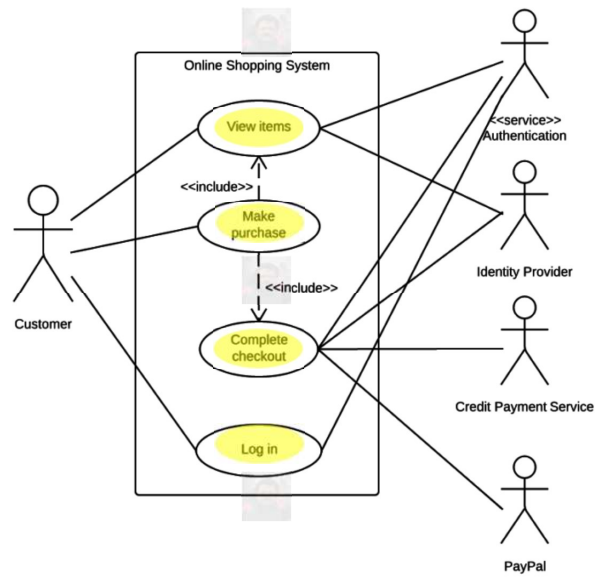 Online Shopping System
View items
<<include>>
Make
purchase
<<include>>
Complete
checkout
Log in
Customer
<<service>>
Authentication
Identity Provider
Credit Payment Service
PayPal